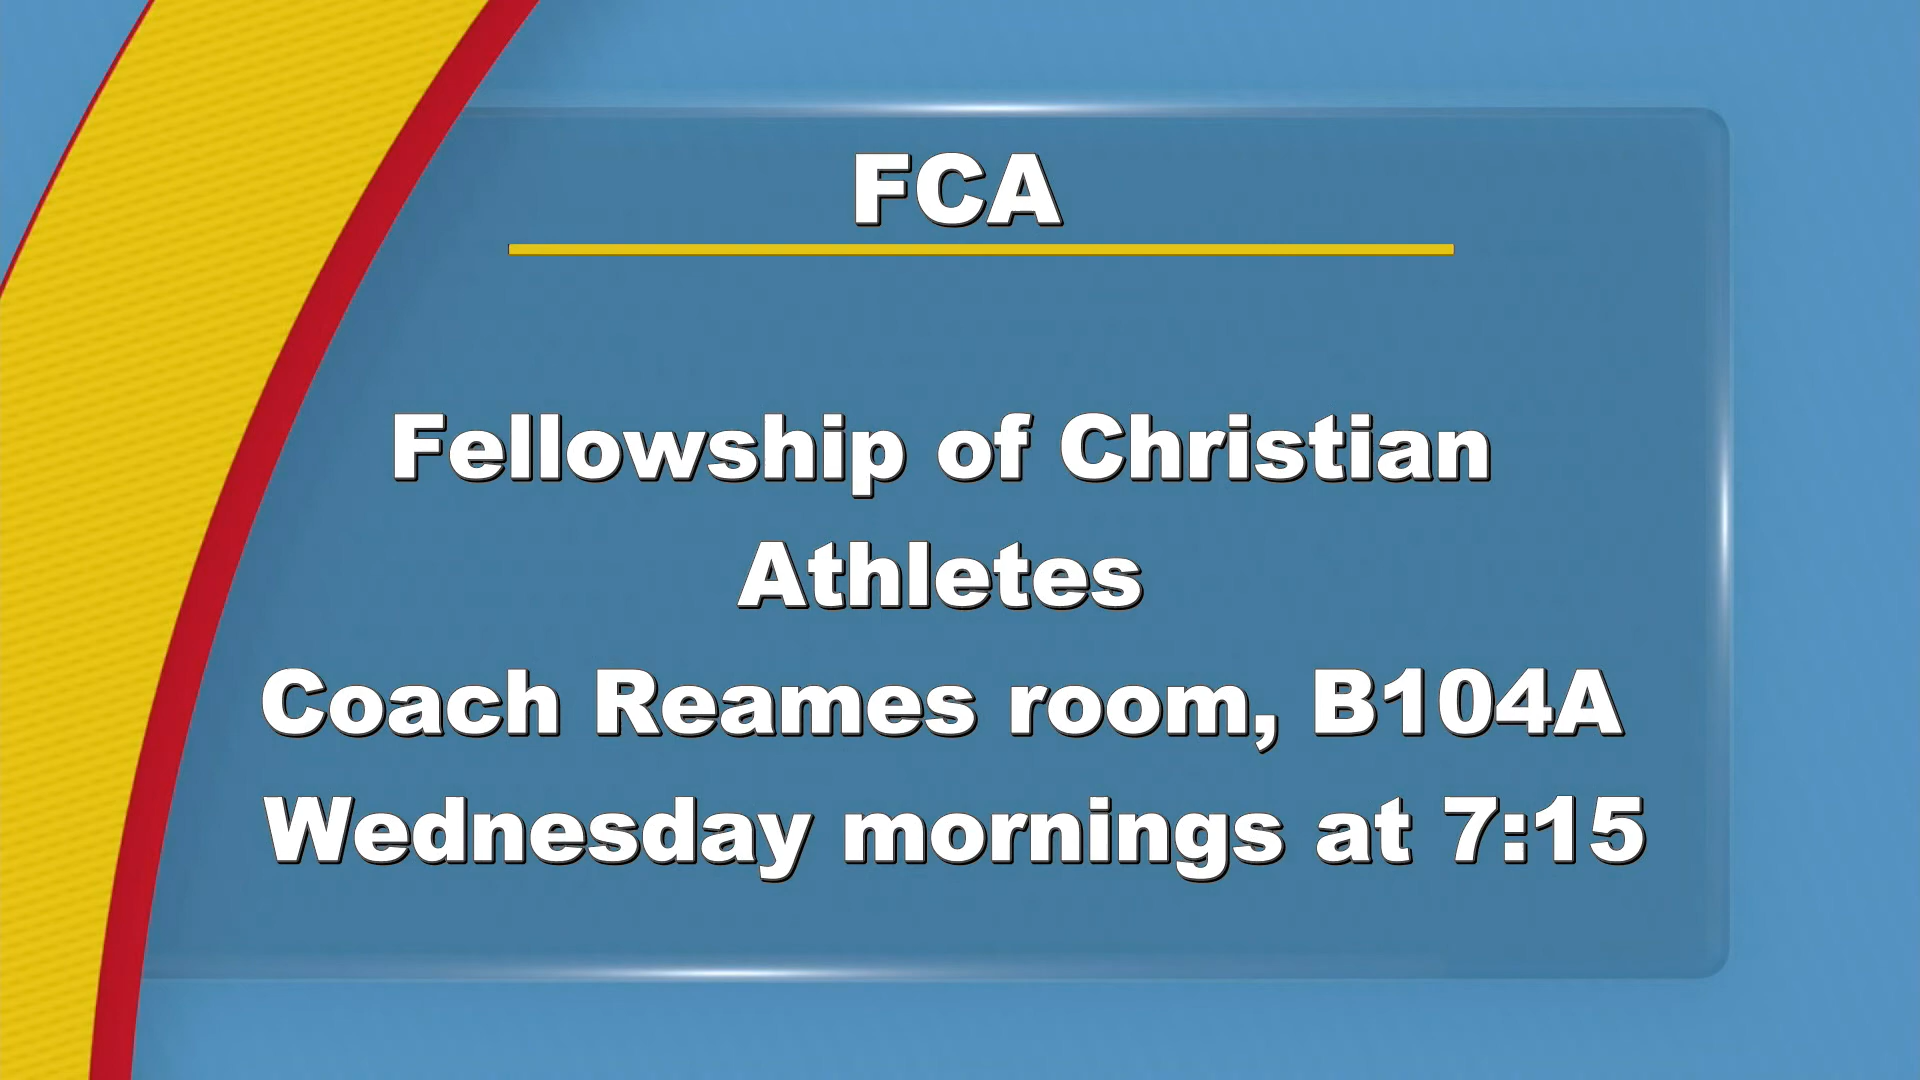 FCA
Fellowship of Christian
Athletes
Coach Reames room, B104A
Wednesday mornings at 7:15